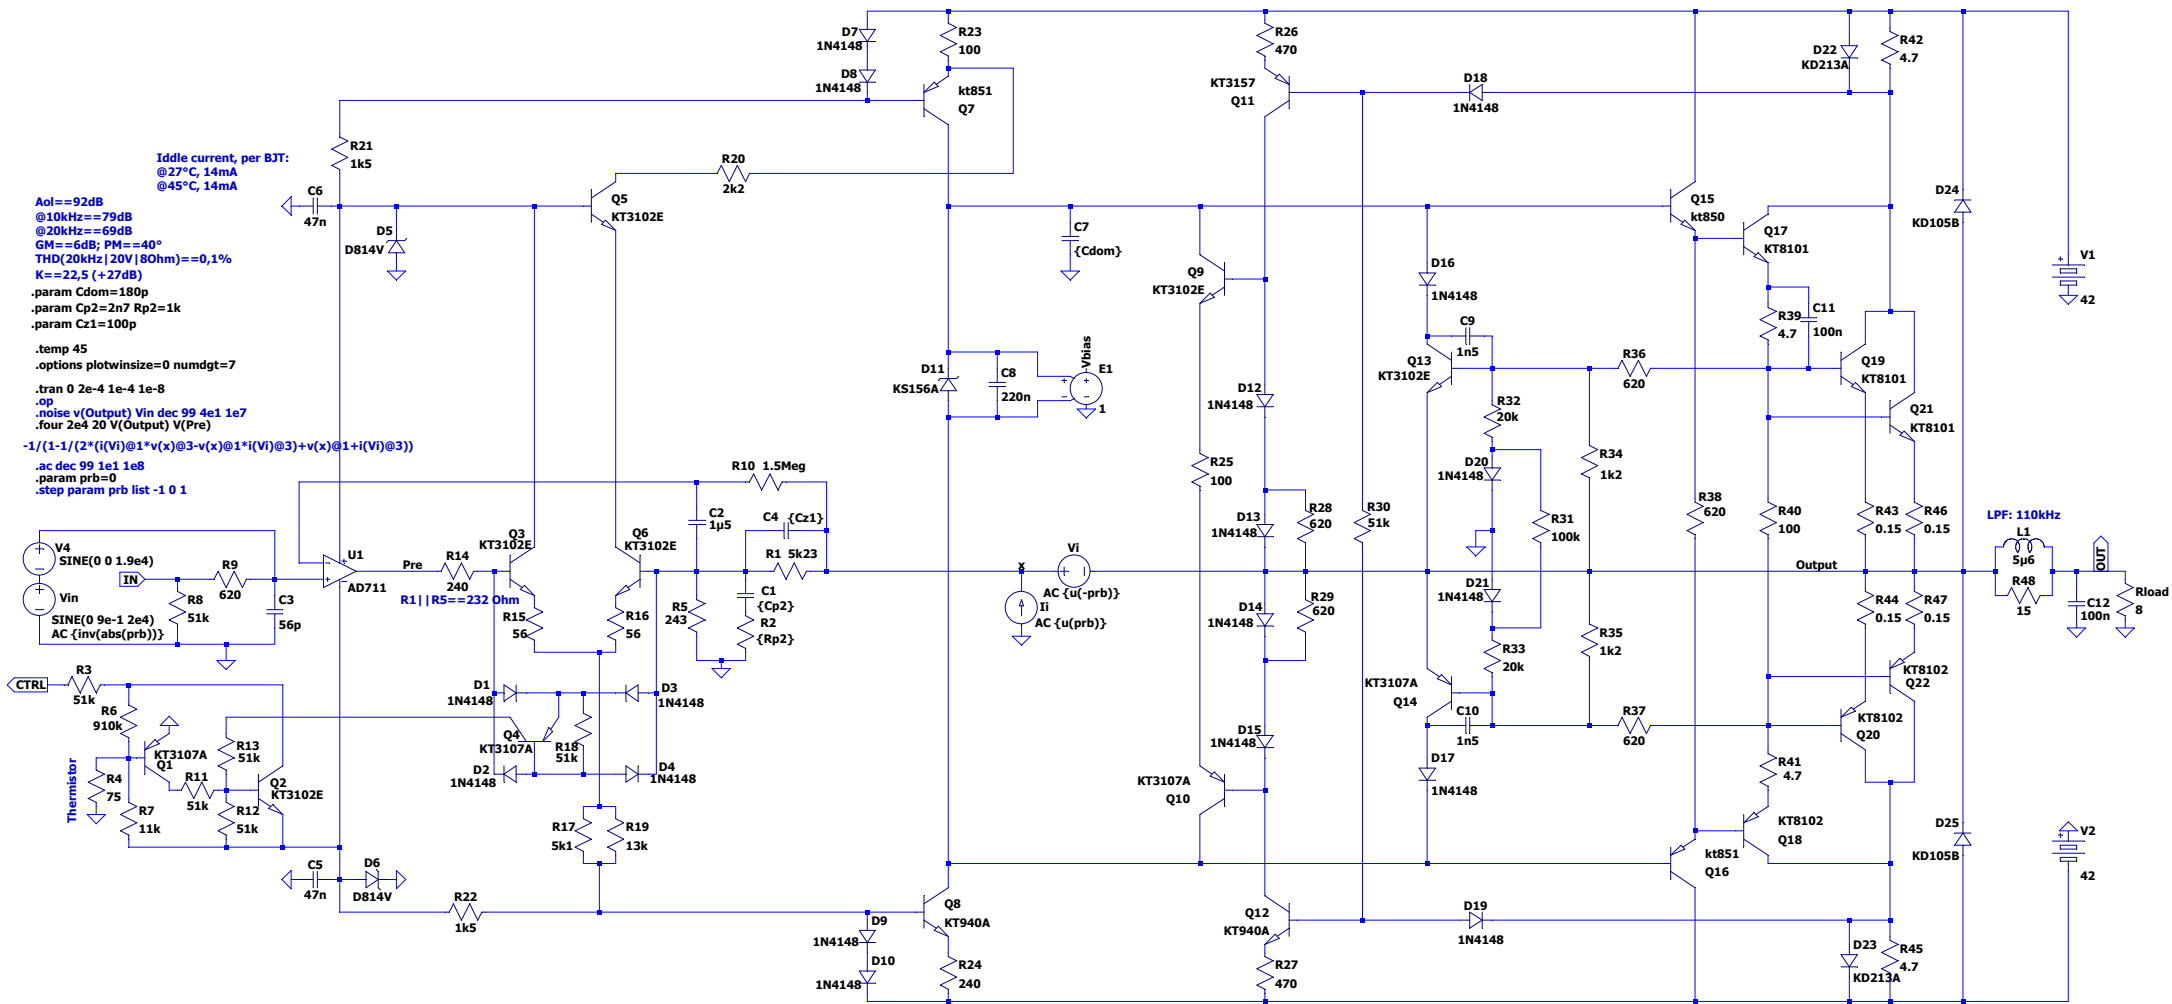 Iddle current, per BJT:
@27°C, 14mA
@45°C, 14mA
Aol==92dB
@10kHz==79dB
@20kHz==69dB
GM==6dB; PM==40°
THD(20kHz|20V|8Ohm)==0,1%
K==22,5 (+27dB)
.param Cdom=180p
.param Cp2=2n7 Rp2=1k
.param Cz1=100p
.temp 45
.options plotwinsize=0 numdgt=7
.tran 0 2e-4 1e-4 1e-8
.op
.noise v(Output) Vin dec 99 4e1 1e7
.four 2e4 20 V(Output) V(Pre)
-1/(1-1/(2*(i(Vi)@1*v(x)@3-v(x)@1*i(Vi)@3)+v(x)@1+i(Vi)@3))
.ac dec 99 1e1 1e8
.param prb=0
.step param prb list -1 0 1
V4
SINE(0 0 1.9e4)
Vin
SINE(0 9e-1 2e4)
AC {inv(abs(prb))}
IN
R9
620
R8
51k
C3
56p
U1
AD711
Pre
R14
240
R1||R5==232 Ohm
CTRL
R3
51k
R6
910k
Thermistor
R4
75
R7
11k
KT3107A
Q1
R11
51k
R13
51k
R12
51k
Q2
KT3102E
C5
47n
D6
D814V
R22
1k5
C6
47n
D5
D814V
R21
1k5
D7
1N4148
D8
1N4148
R23
100
kt851
Q7
R20
2k2
Q5
KT3102E
Q3
KT3102E
Q6
KT3102E
R15
56
R16
56
D1
1N4148
D3
1N4148
Q4
KT3107A
R18
51k
D2
1N4148
D4
1N4148
R17
5k1
R19
13k
R10 1.5Meg
C2
1µ5
C4 {Cz1}
R1 5k23
C1
{Cp2}
R2
{Rp2}
R5
243
D9
1N4148
D10
1N4148
Q8
KT940A
R24
240
D11
KS156A
C8
220n
Vbias
E1
1
C7
{Cdom}
x
Ii
AC {u(prb)}
Vi
AC {u(-prb)}
R26
470
KT3157
Q11
D18
1N4148
Q9
KT3102E
R25
100
D12
1N4148
D13
1N4148
R28
620
D14
1N4148
R29
620
D15
1N4148
KT3107A
Q10
Q12
KT940A
R27
470
R30
51k
D19
1N4148
D16
1N4148
C9
1n5
Q13
KT3102E
R32
20k
D20
1N4148
R31
100k
D21
1N4148
R33
20k
KT3107A
Q14
C10
1n5
D17
1N4148
R36
620
R34
1k2
R35
1k2
R37
620
Q15
kt850
Q17
KT8101
R39
4.7
C11
100n
R38
620
R40
100
R41
4.7
KT8102
Q18
kt851
Q16
Q19
KT8101
Q21
KT8101
R43
0.15
R46
0.15
Output
R44
0.15
R47
0.15
KT8102
Q22
KT8102
Q20
D22
KD213A
R42
4.7
D23
KD213A
R45
4.7
D24
KD105B
D25
KD105B
V1
42
V2
42
LPF: 110kHz
L1
5µ6
R48
15
OUT
C12
100n
Rload
8